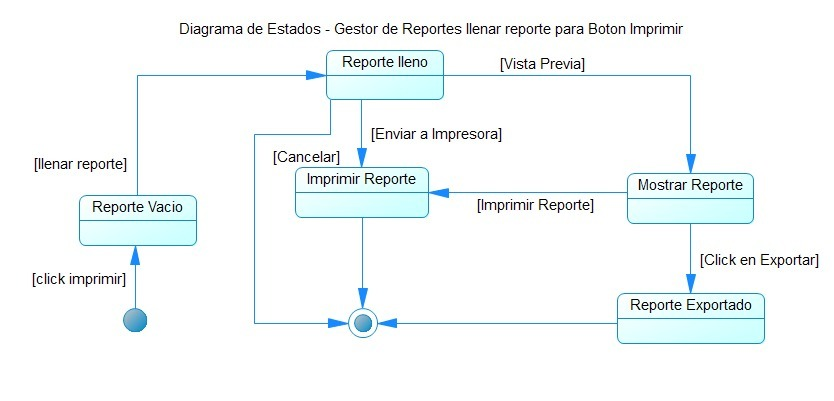 Diagrama de Estados - Gestor de Reportes llenar reporte para Boton Imprimir
Reporte lleno
[Vista Previa]
[Enviar a Impresora]
[Cancelar]
[llenar reporte]
Imprimir Reporte
Mostrar Reporte
Reporte Vacio
[Imprimir Reporte]
[Click en Exportar]
[click imprimir]
Reporte Exportado